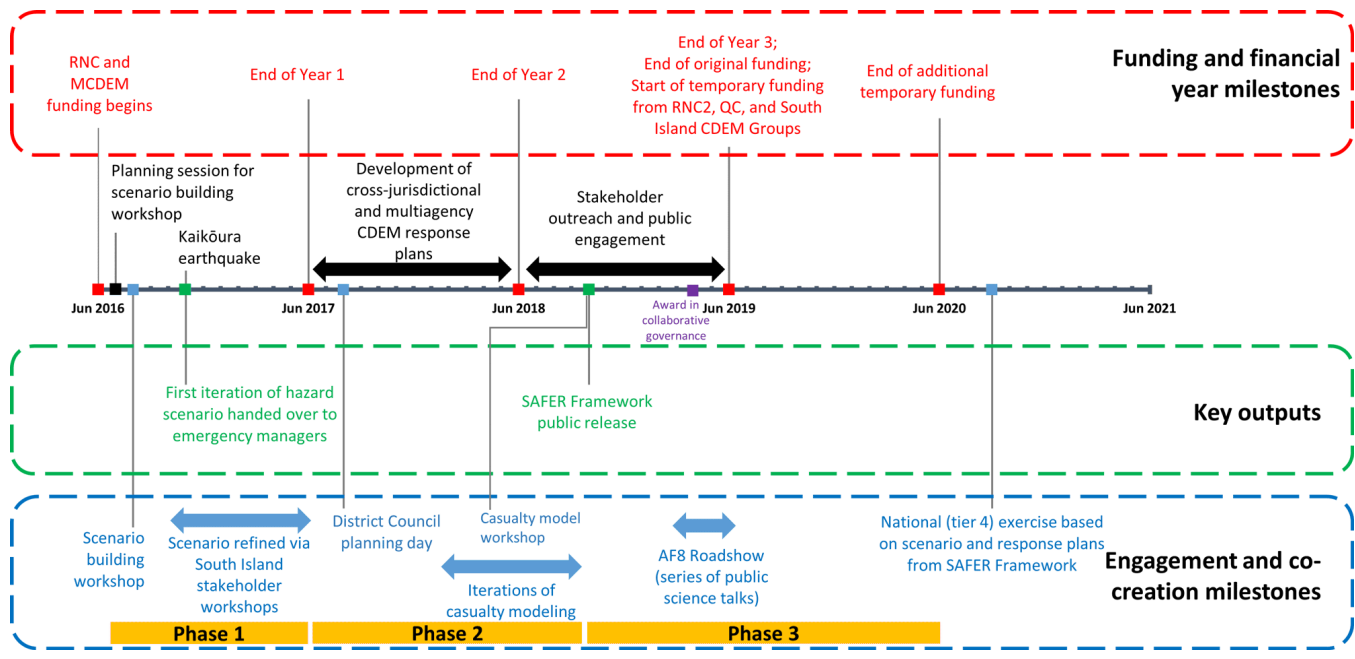 RNC and
MCDEM
funding begins
End of Year 1
End of Year 2
End of Year 3;
End of original funding;
Start of temporary funding
from RNC2, QC, and South
Island CDEM Groups
End of additional
temporary funding
Funding and financial
year milestones
Planning session for
scenario building
workshop
Kaikōura
earthquake
Development of
cross-jurisdictional
and multiagency
CDEM response
plans
Stakeholder
outreach and public
engagement
Jun 2016
Jun 2017
Jun 2018
Award in
collaborative
governance
Jun 2019
Jun 2020
Jun 2021
First iteration of hazard
scenario handed over to
emergency managers
SAFER Framework
public release
Key outputs
Scenario
building
workshop
Scenario refined via
South Island
stakeholder
workshops
District Council
planning day
Casualty model
workshop
Iterations of
casualty modeling
AF8 Roadshow
(series of public
science talks)
National (tier 4) exercise based
on scenario and response plans
from SAFER Framework
Engagement and co-
creation milestones
Phase 1
Phase 2
Phase 3